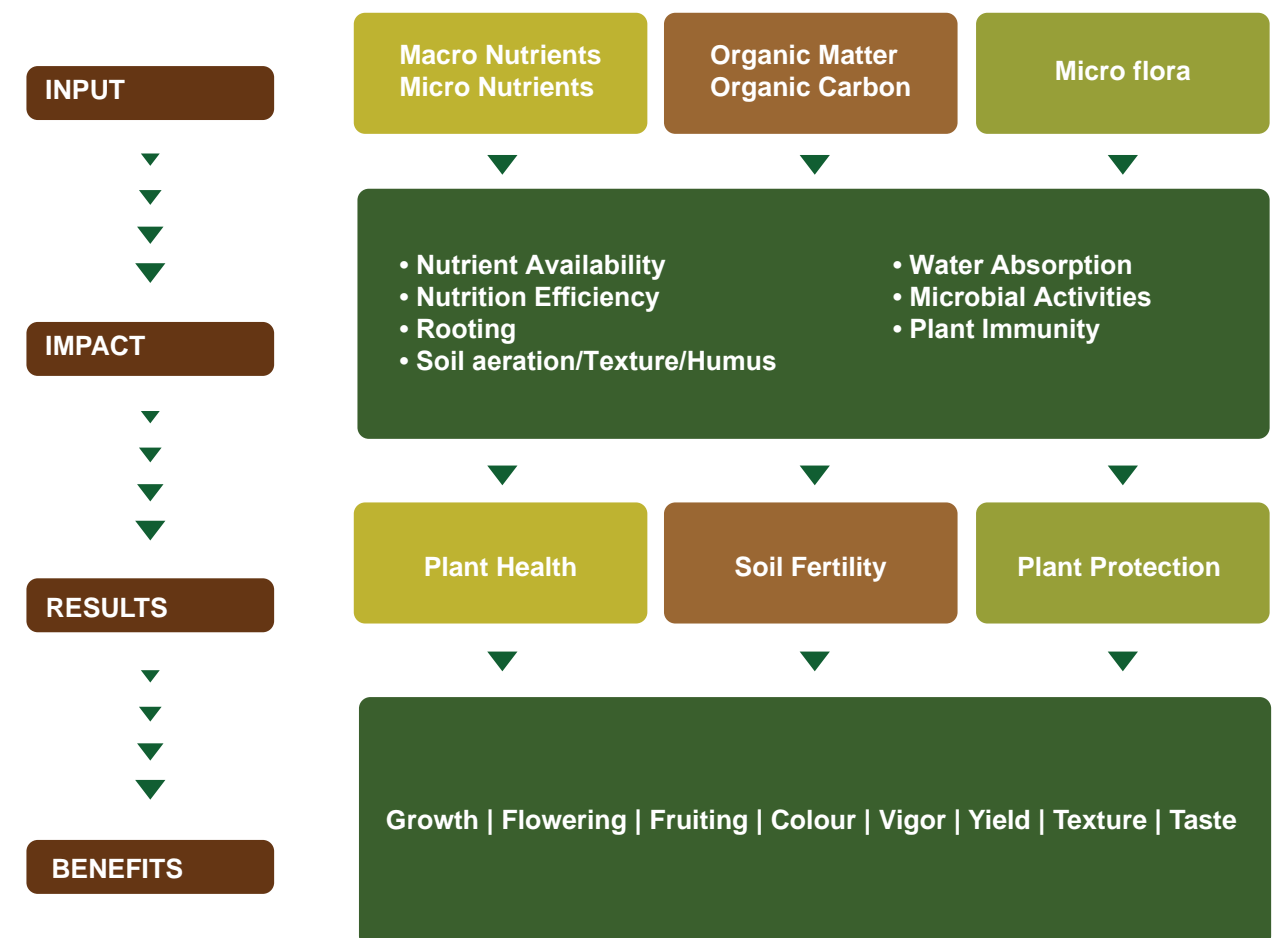 INPUT
Macro Nutrients
Micro Nutrients
Organic Matter
Organic Carbon
Micro flora
IMPACT
• Nutrient Availability
• Nutrition Efficiency
• Rooting
• Soil aeration/Texture/Humus
• Water Absorption
• Microbial Activities
• Plant Immunity
RESULTS
Plant Health
Soil Fertility
Plant Protection
BENEFITS
Growth | Flowering | Fruiting | Colour | Vigor | Yield | Texture | Taste